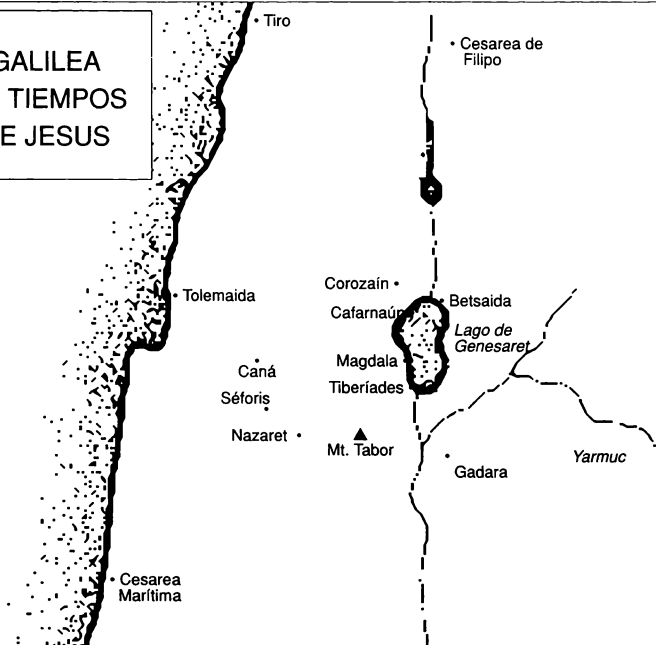 GALILEA
TIEMPOS
E JESUS
Tiro
Cesarea de
Filipo
Corozaín
Tolemaida
Betsaida
Cafarnaún
Lago de
Genesaret
Magdala
Caná
Tiberíades
Séforis
Nazaret
Mt. Tabor
Yarmuc
Gadara
Cesarea
Marítima